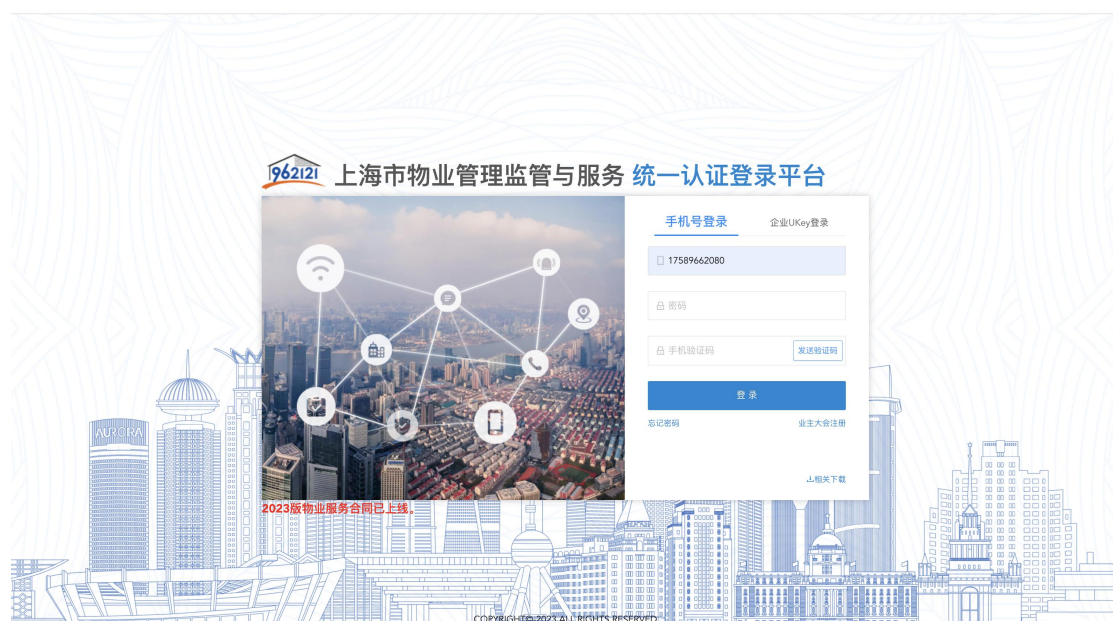 962121 上海市物业管理监管与服务 统一认证登录平台
手机号登录 企业UKey登录
17589662080
密码
手机验证码 发送验证码
登 录
忘记密码 业主大会注册
相关下载
2023版物业服务合同已上线。
AURORA
COPYRIGHT© 2023 ALL RIGHTS RESERVED